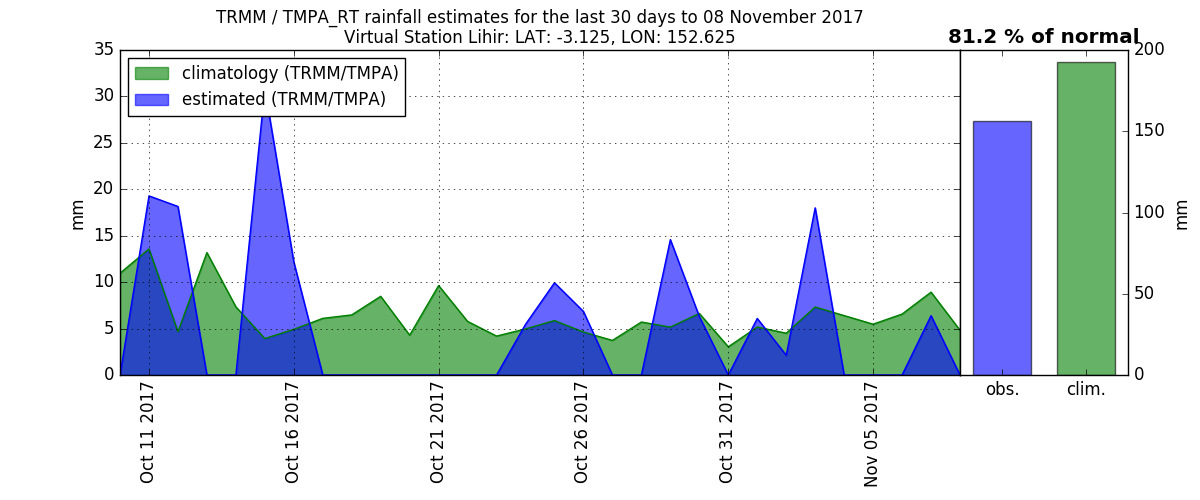 TRMM / TMPA_RT rainfall estimates for the last 30 days to 08 November 2017
Virtual Station Lihir: LAT: -3.125, LON: 152.625
81.2 % of normal
climatology (TRMM/TMPA)
estimated (TRMM/TMPA)
35
30
25
20
15
10
5
0
mm
Oct 11 2017
Oct 16 2017
Oct 21 2017
Oct 26 2017
Oct 31 2017
Nov 05 2017
200
150
100
50
0
mm
obs.
clim.